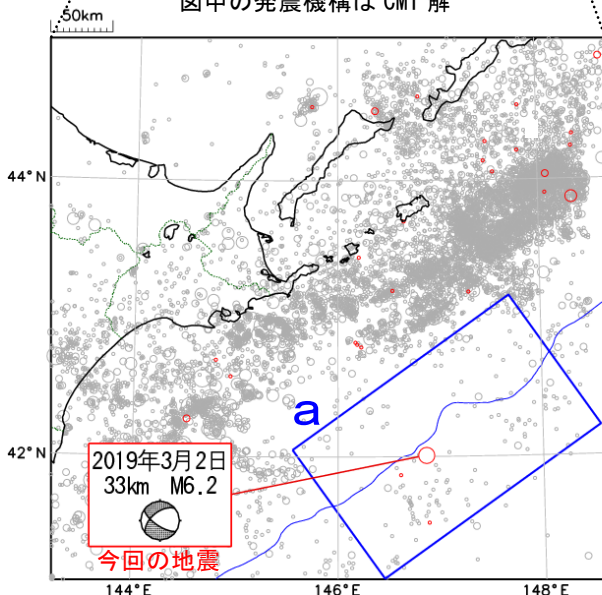 図中の発震機構は CMT 解
50km
44°N
a
42°N
2019年3月2日
33km M6.2
今回の地震
144°E
146°E
148°E